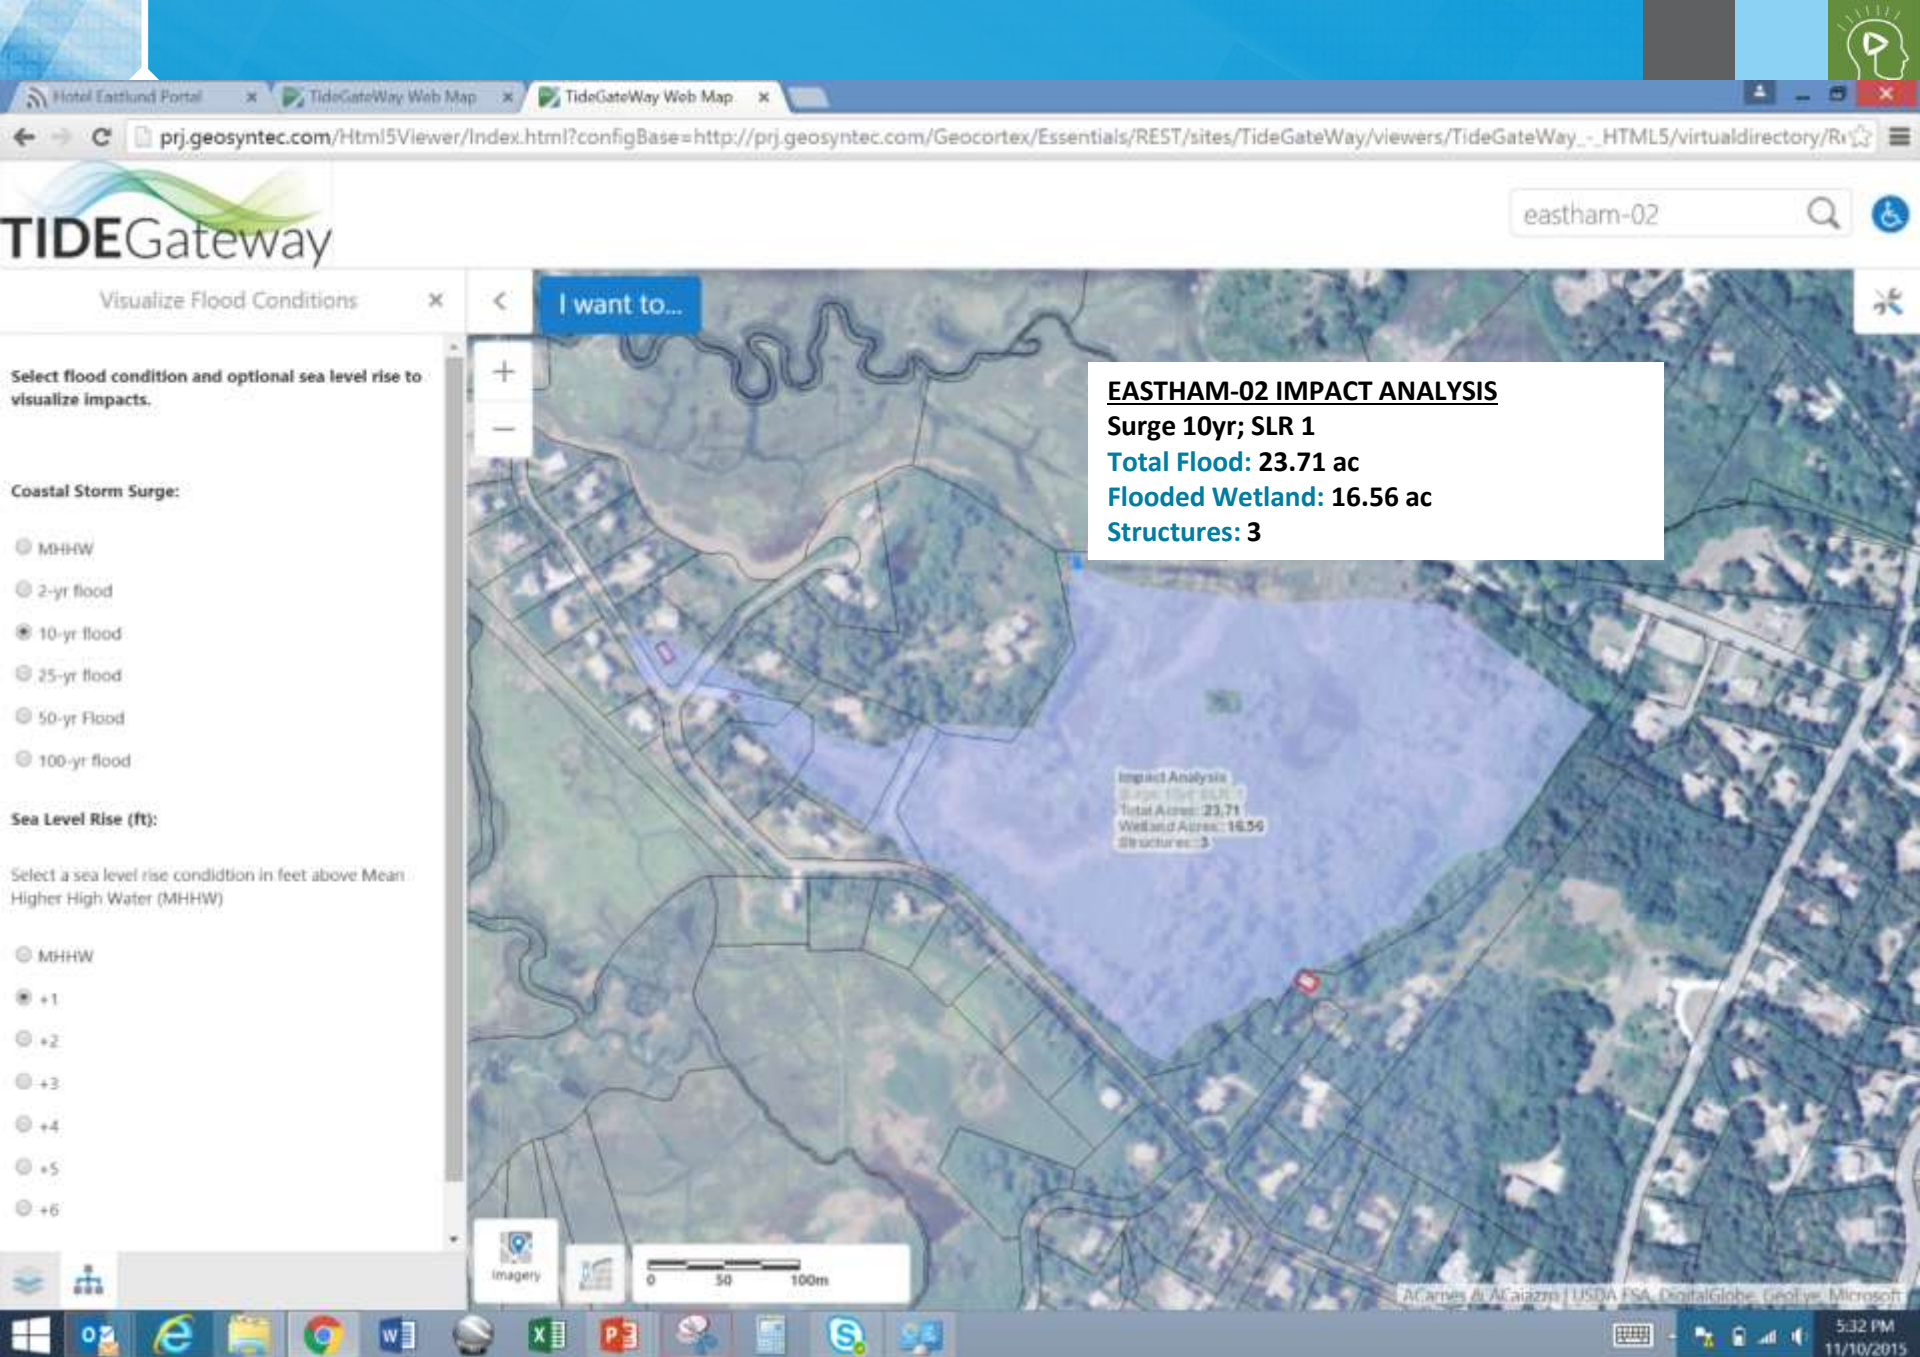 Hotel Eastlund Portal
TideGateWay Web Map
TideGateWay Web Map
prj.geosyntec.com/Html5Viewer/Index.html?configBase=http://prj.geosyntec.com/Geocortex/Essentials/REST/sites/TideGateWay/viewers/TideGateWay_-_HTML5/virtualdirectory/Re
TIDEGateway
eastham-02
Visualize Flood Conditions
I want to...
Select flood condition and optional sea level rise to
visualize impacts.
Coastal Storm Surge:
MHHW
2-yr flood
10-yr flood
25-yr flood
50-yr Flood
100-yr flood
Sea Level Rise (ft):
Select a sea level rise condidtion in feet above Mean
Higher High Water (MHHW)
MHHW
+1
+2
+3
+4
+5
+6
EASTHAM-02 IMPACT ANALYSIS
Surge 10yr; SLR 1
Total Flood: 23.71 ac
Flooded Wetland: 16.56 ac
Structures: 3
Impact Analysis
Surge 10yr SLR 1
Total Acres: 23.71
Wetland Acres: 16.56
Structures: 3
Imagery
0 50 100m
ACarnes & ACaiazzo | USDA FSA, DigitalGlobe, GeoEye, Microsoft
5:32 PM
11/10/2015